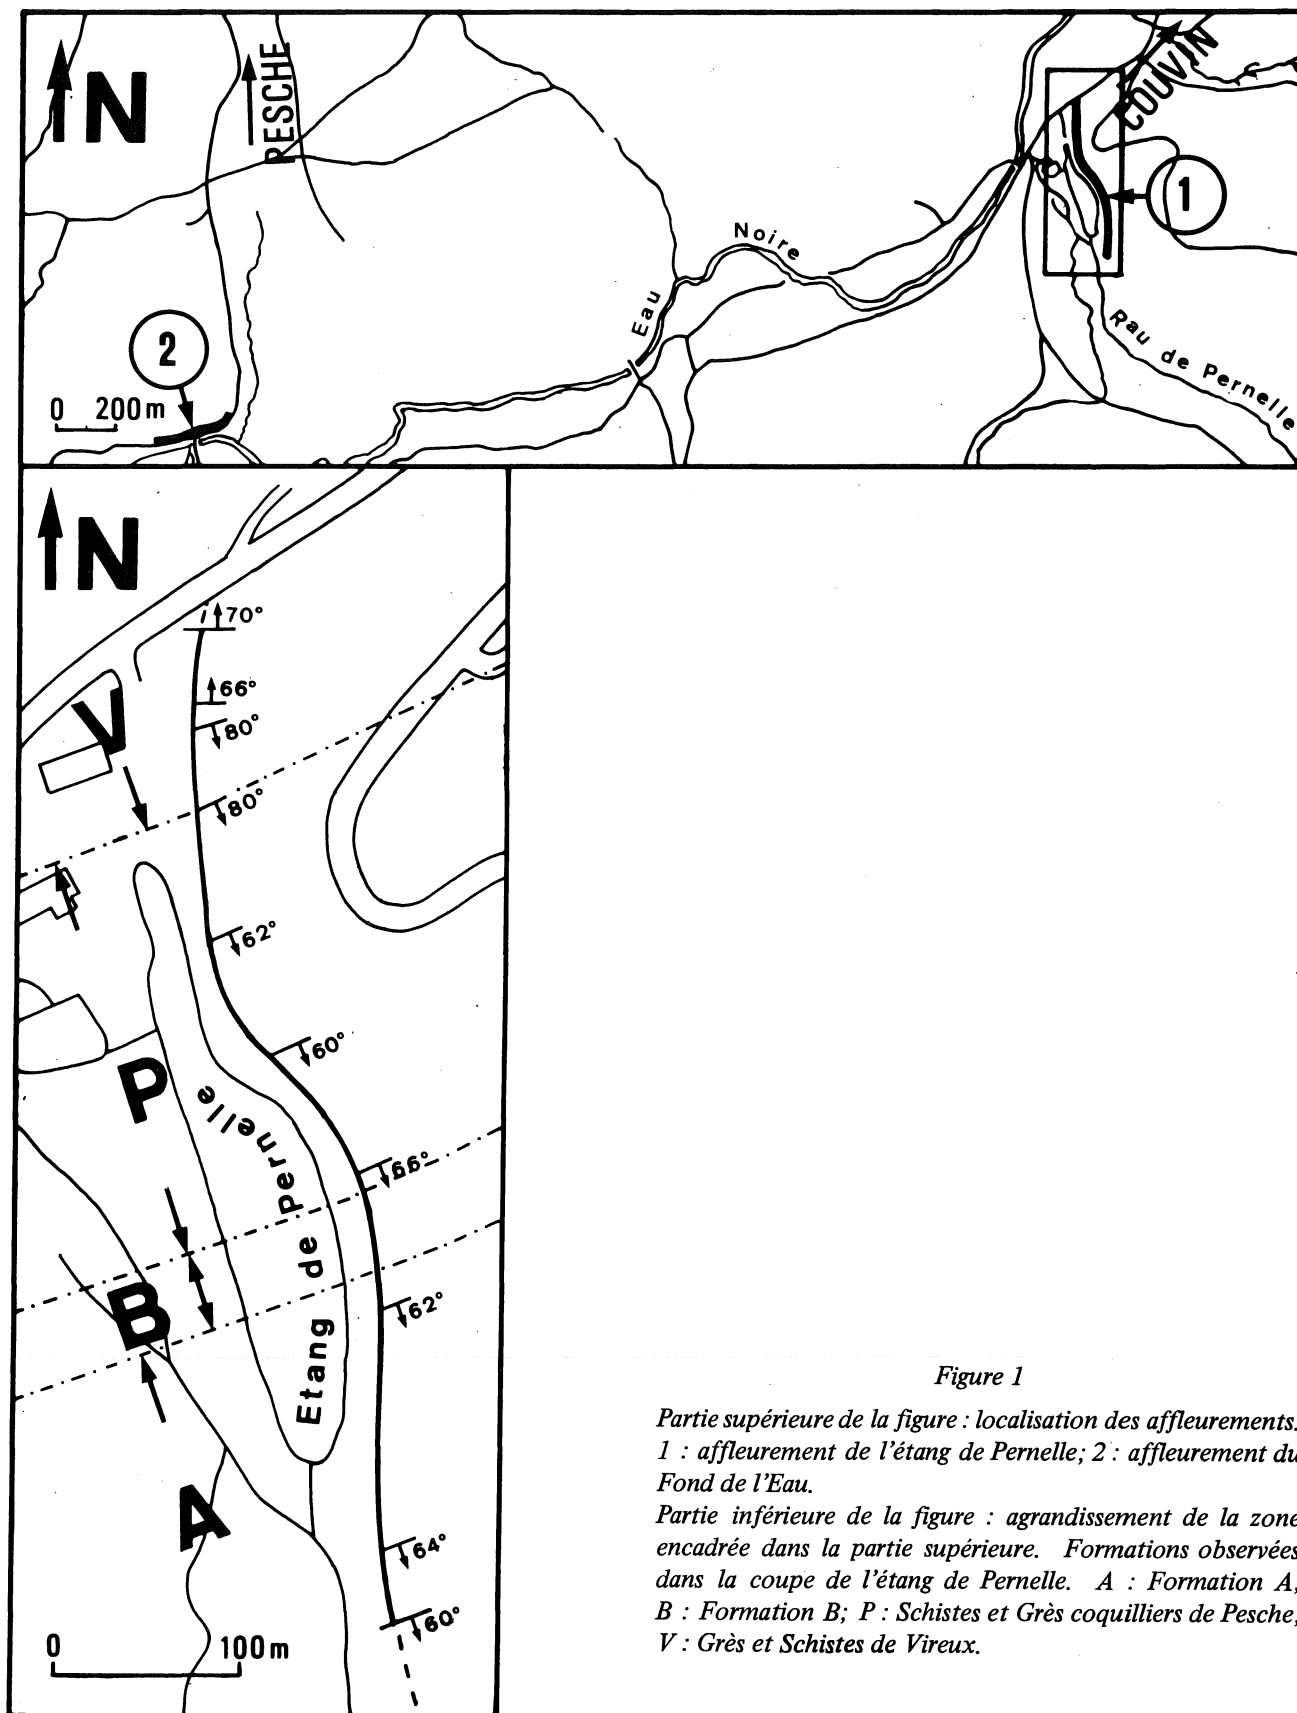 N
PESCHE
COUVIN
1
Noire
Eau
Rau de Pernelle
2
0 200m
N
70°
66°
V
80°
80°
62°
60°
P
Etang de Pernelle
66°
B
62°
A
64°
60°
0 100m
Figure 1
Partie supérieure de la figure : localisation des affleurements.
1 : affleurement de l'étang de Pernelle; 2 : affleurement du
Fond de l'Eau.
Partie inférieure de la figure : agrandissement de la zone
encadrée dans la partie supérieure. Formations observées
dans la coupe de l'étang de Pernelle. A : Formation A,
B : Formation B; P : Schistes et Grès coquilliers de Pesche,
V : Grès et Schistes de Vireux.